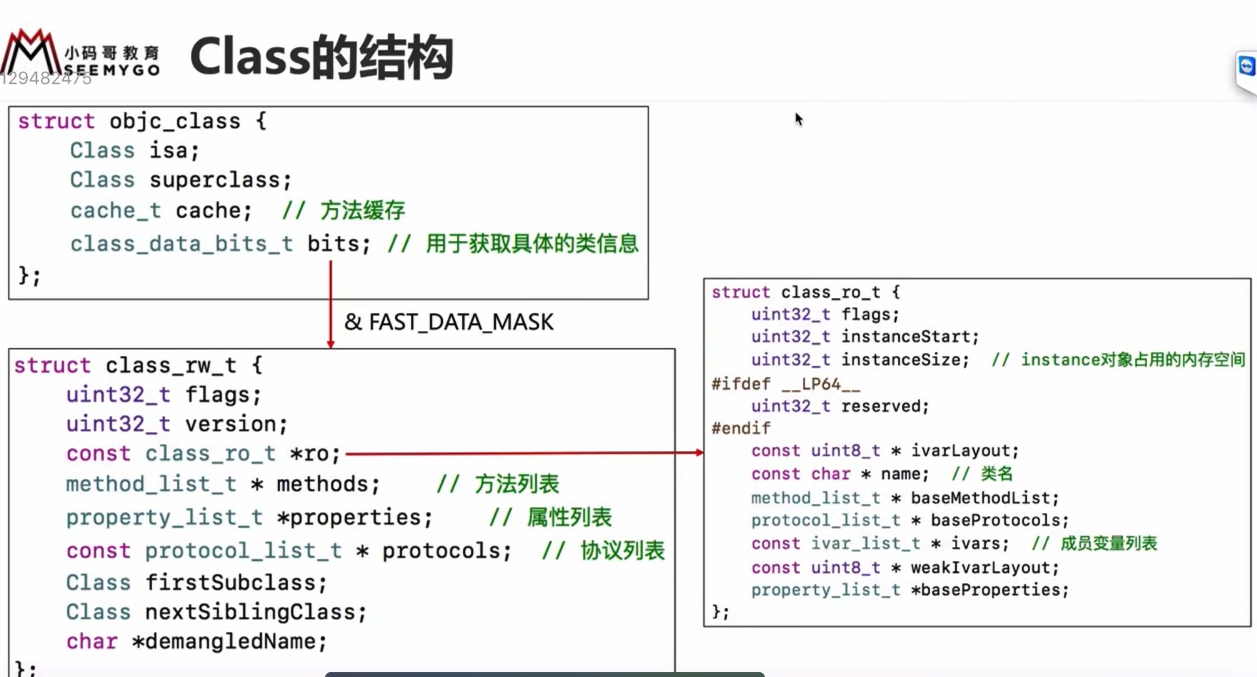 小码哥教育
SEEMYGO
129482475
Class的结构
struct objc_class {
Class isa;
Class superclass;
cache_t cache; // 方法缓存
class_data_bits_t bits; // 用于获取具体的类信息
};
& FAST_DATA_MASK
struct class_rw_t {
uint32_t flags;
uint32_t version;
const class_ro_t *ro;
method_list_t * methods; // 方法列表
property_list_t *properties; // 属性列表
const protocol_list_t * protocols; // 协议列表
Class firstSubclass;
Class nextSiblingClass;
char *demangledName;
};
struct class_ro_t {
uint32_t flags;
uint32_t instanceStart;
uint32_t instanceSize; // instance对象占用的内存空间
#ifdef __LP64__
uint32_t reserved;
#endif
const uint8_t * ivarLayout;
const char * name; // 类名
method_list_t * baseMethodList;
protocol_list_t * baseProtocols;
const ivar_list_t * ivars; // 成员变量列表
const uint8_t * weakIvarLayout;
property_list_t *baseProperties;
};